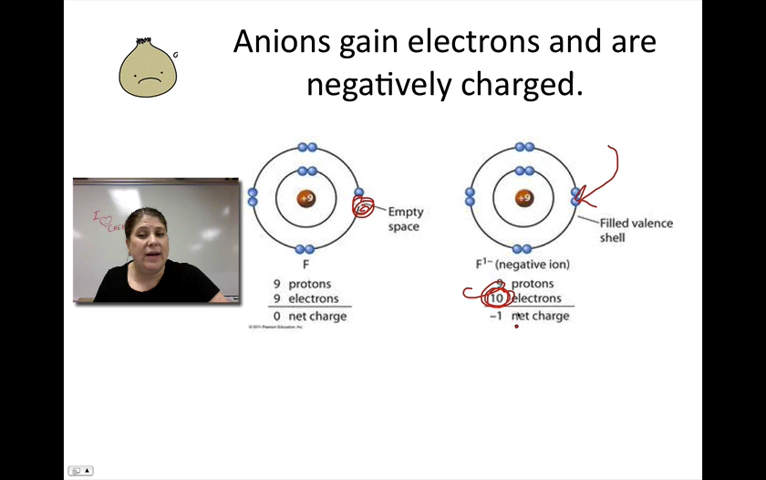 Anions gain electrons and are
negatively charged.
I
CHEM
+9
Empty
space
F
9 protons
9 electrons
0 net charge
© 2011 Pearson Education, Inc.
+9
Filled valence
shell
F¹⁻ (negative ion)
9 protons
10 electrons
–1 net charge